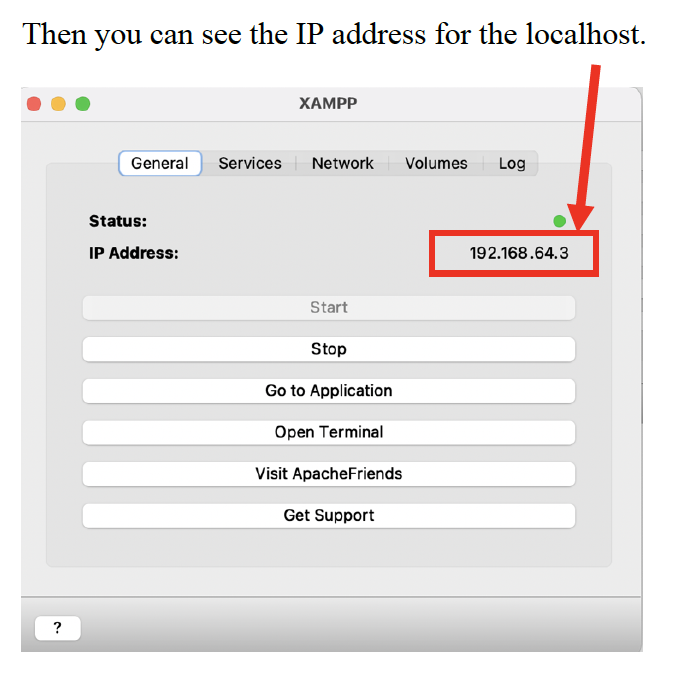 Then you can see the IP address for the localhost.
XAMPP
General Services Network Volumes Log
Status:
IP Address: 192.168.64.3
Start
Stop
Go to Application
Open Terminal
Visit ApacheFriends
Get Support
?